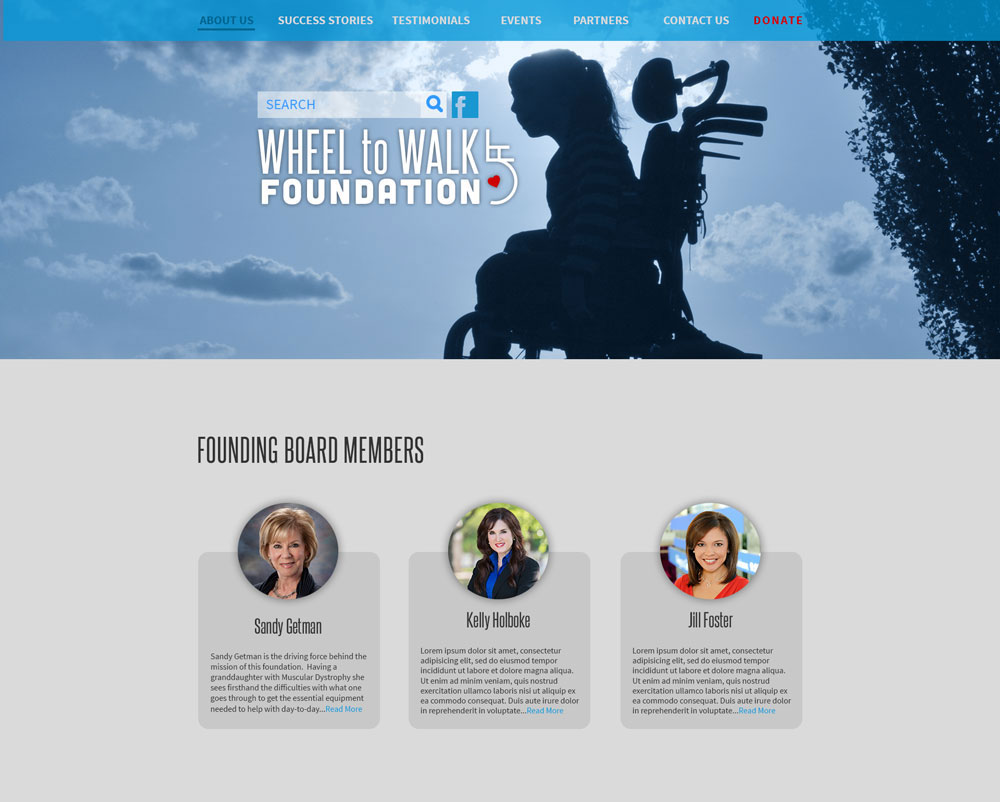 ABOUT US SUCCESS STORIES TESTIMONIALS EVENTS PARTNERS CONTACT US DONATE
SEARCH f
WHEEL to WALK
FOUNDATION
FOUNDING BOARD MEMBERS
Sandy Getman
Sandy Getman is the driving force behind the
mission of this foundation. Having a
granddaughter with Muscular Dystrophy she
sees firsthand the difficulties with what one
goes through to get the essential equipment
needed to help with day-to-day...Read More
Kelly Holboke
Lorem ipsum dolor sit amet, consectetur
adipisicing elit, sed do eiusmod tempor
incididunt ut labore et dolore magna aliqua.
Ut enim ad minim veniam, quis nostrud
exercitation ullamco laboris nisi ut aliquip ex
ea commodo consequat. Duis aute irure dolor
in reprehenderit in voluptate...Read More
Jill Foster
Lorem ipsum dolor sit amet, consectetur
adipisicing elit, sed do eiusmod tempor
incididunt ut labore et dolore magna aliqua.
Ut enim ad minim veniam, quis nostrud
exercitation ullamco laboris nisi ut aliquip ex
ea commodo consequat. Duis aute irure dolor
in reprehenderit in voluptate...Read More